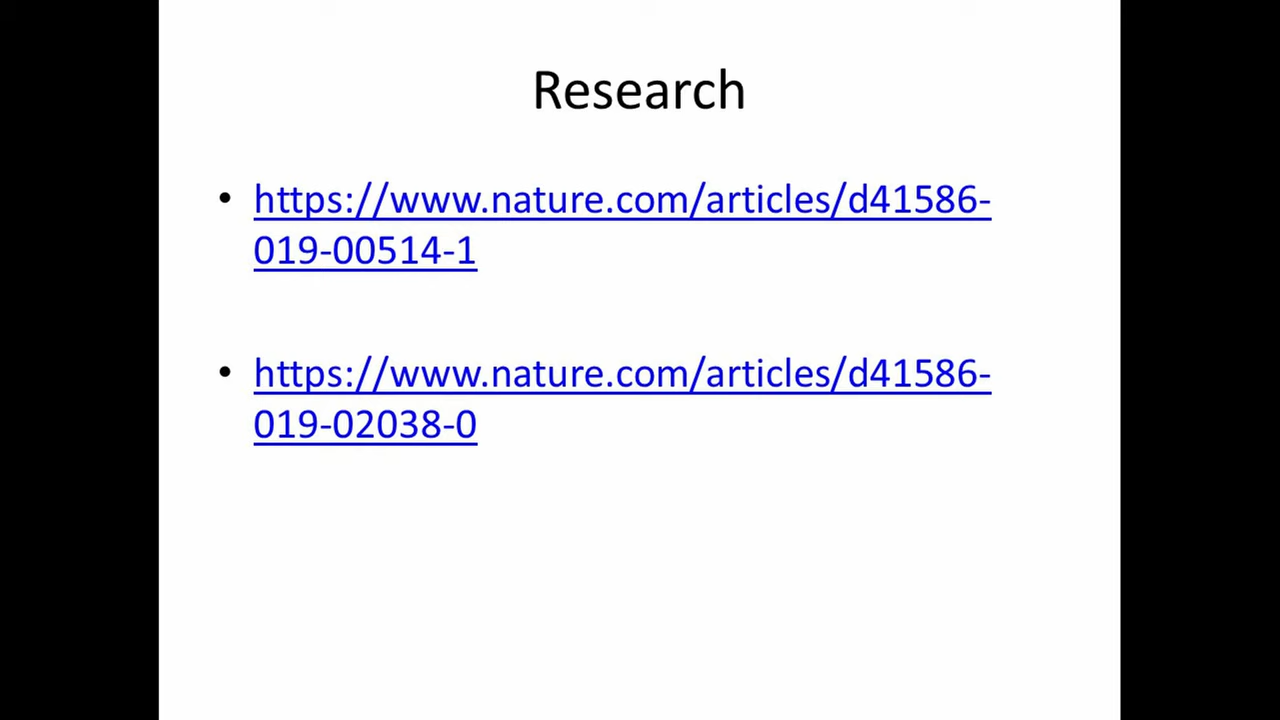 Research
• https://www.nature.com/articles/d41586-
019-00514-1
• https://www.nature.com/articles/d41586-
019-02038-0